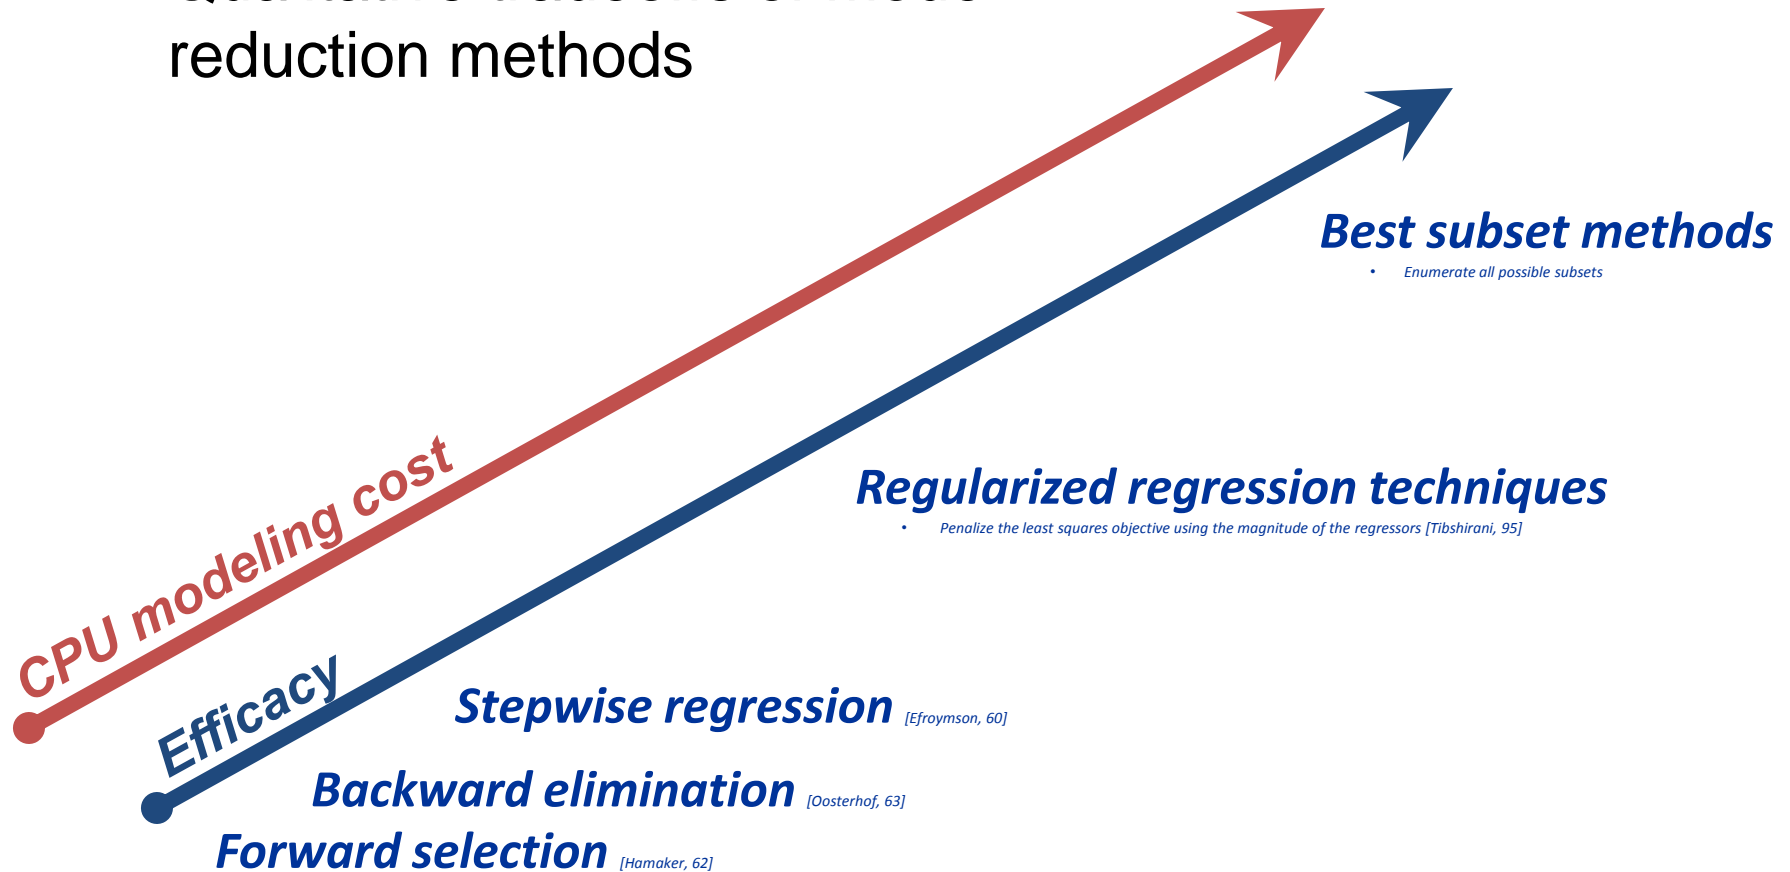 reduction methods
Best subset methods
• Enumerate all possible subsets
CPU modeling cost
Regularized regression techniques
• Penalize the least squares objective using the magnitude of the regressors [Tibshirani, 95]
Efficacy
Stepwise regression [Efroymson, 60]
Backward elimination [Oosterhof, 63]
Forward selection [Hamaker, 62]